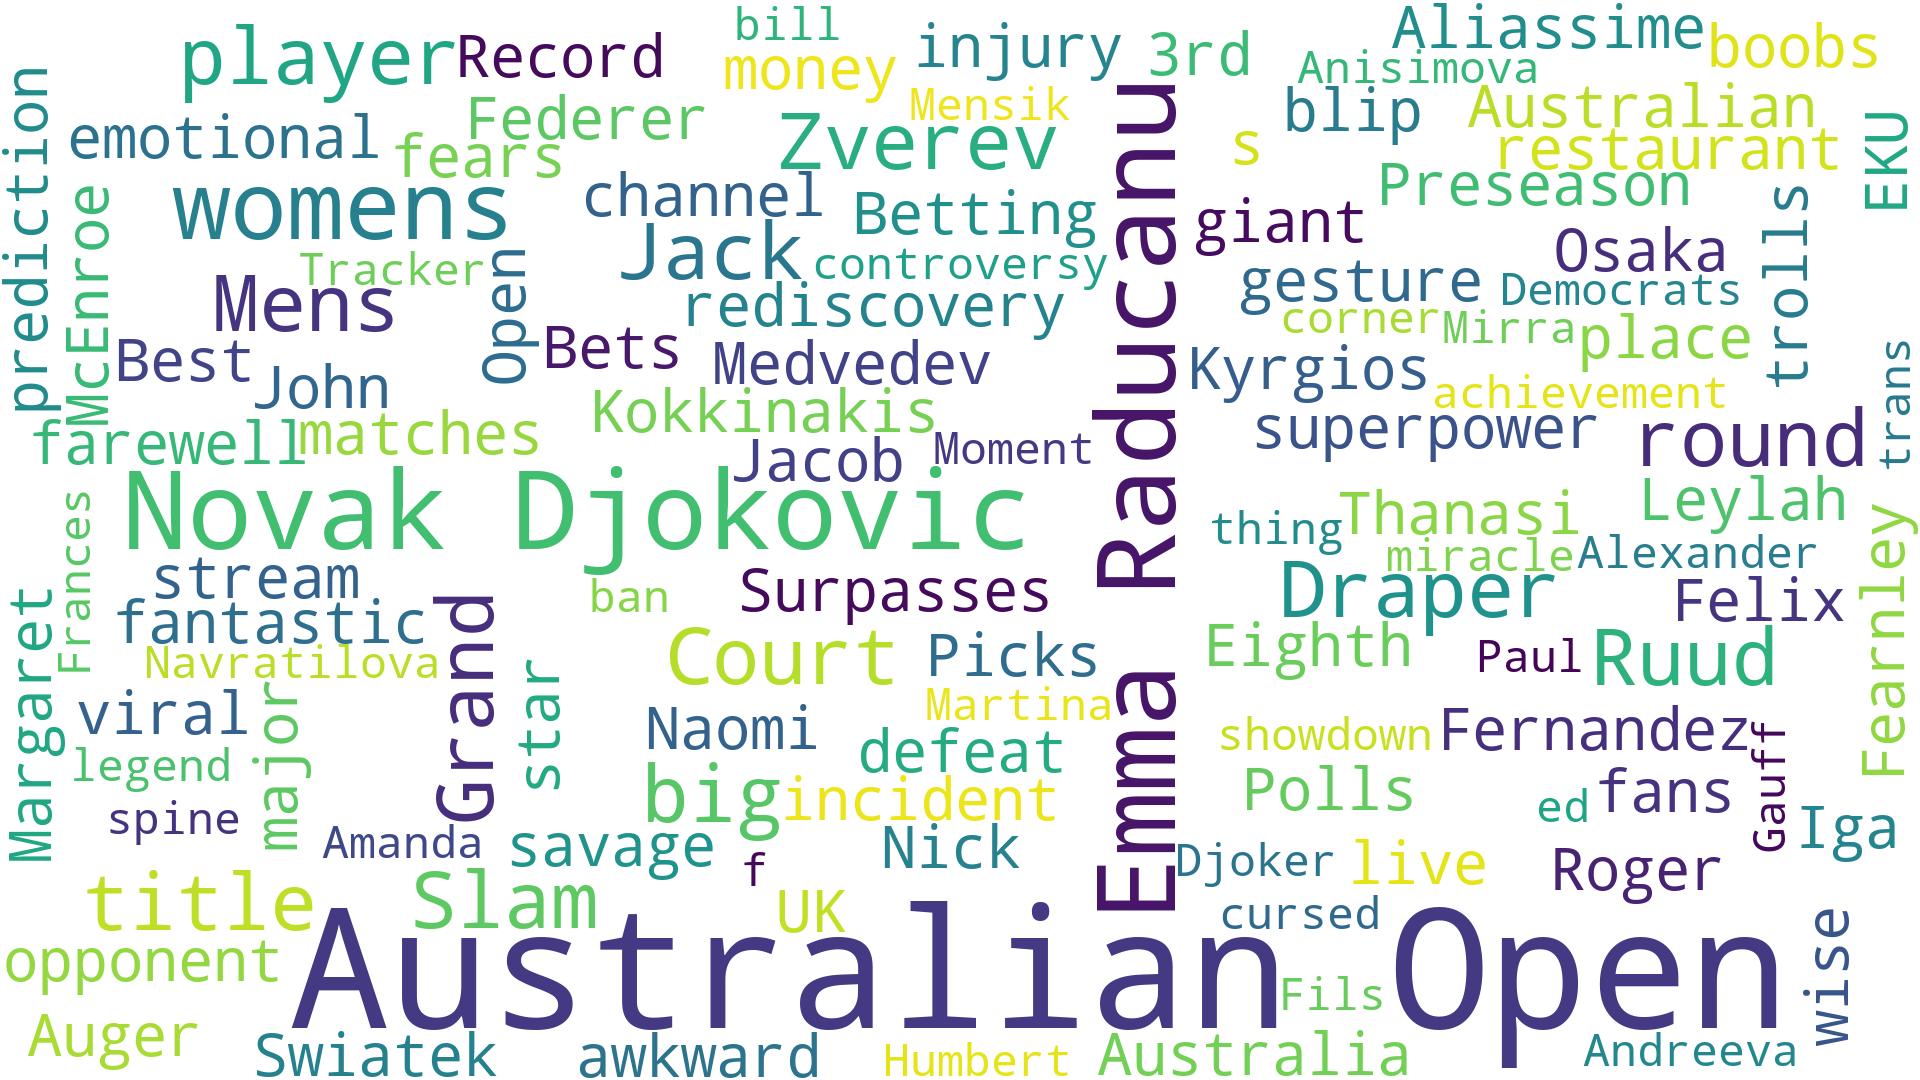 bill
player
Record
money
injury
3rd
Aliassime
Anisimova
boobs
prediction
emotional
Federer
fears
Mensik
Zverev
blip
Australian
restaurant
s
EKU
McEnroe
womens
channel
Betting
giant
Preseason
trolls
Tracker
Mens
Open
Jack
controversy
rediscovery
gesture
Osaka
Democrats
corner
Mirra
place
Best
John
Bets
Medvedev
Kyrgios
achievement
trans
farewell
matches
Kokkinakis
Jacob
Moment
superpower
round
Novak Djokovic
Emma Raducanu
thing
Thanasi
Leylah
miracle
Alexander
Frances
stream
fantastic
ban
Surpasses
Draper
Felix
Fearnley
Margaret
Navratilova
Grand
star
Court
Picks
Eighth
Paul
Ruud
viral
major
Naomi
Martina
defeat
showdown
Fernandez
Gauff
legend
spine
Amanda
big
incident
Polls
ed
fans
Iga
savage
f
Nick
Djoker
live
Roger
title
Slam
UK
cursed
wise
opponent
Australian Open
Fils
Auger
Swiatek
awkward
Humbert
Australia
Andreeva